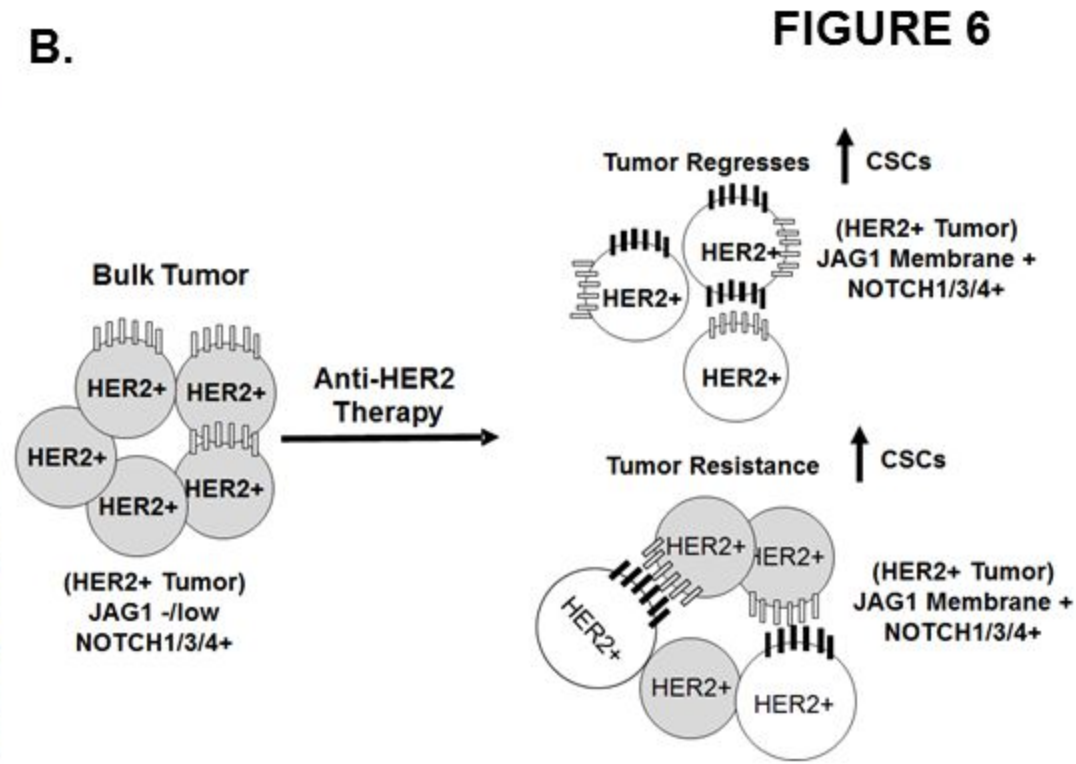 FIGURE 6
B.
Bulk Tumor
HER2+
HER2+
HER2+
HER2+
HER2+
(HER2+ Tumor)
JAG1 -/low
NOTCH1/3/4+
Anti-HER2
Therapy
Tumor Regresses
CSCs
HER2+
HER2+
HER2+
(HER2+ Tumor)
JAG1 Membrane +
NOTCH1/3/4+
Tumor Resistance
CSCs
HER2+
HER2+
HER2+
HER2+
HER2+
(HER2+ Tumor)
JAG1 Membrane +
NOTCH1/3/4+